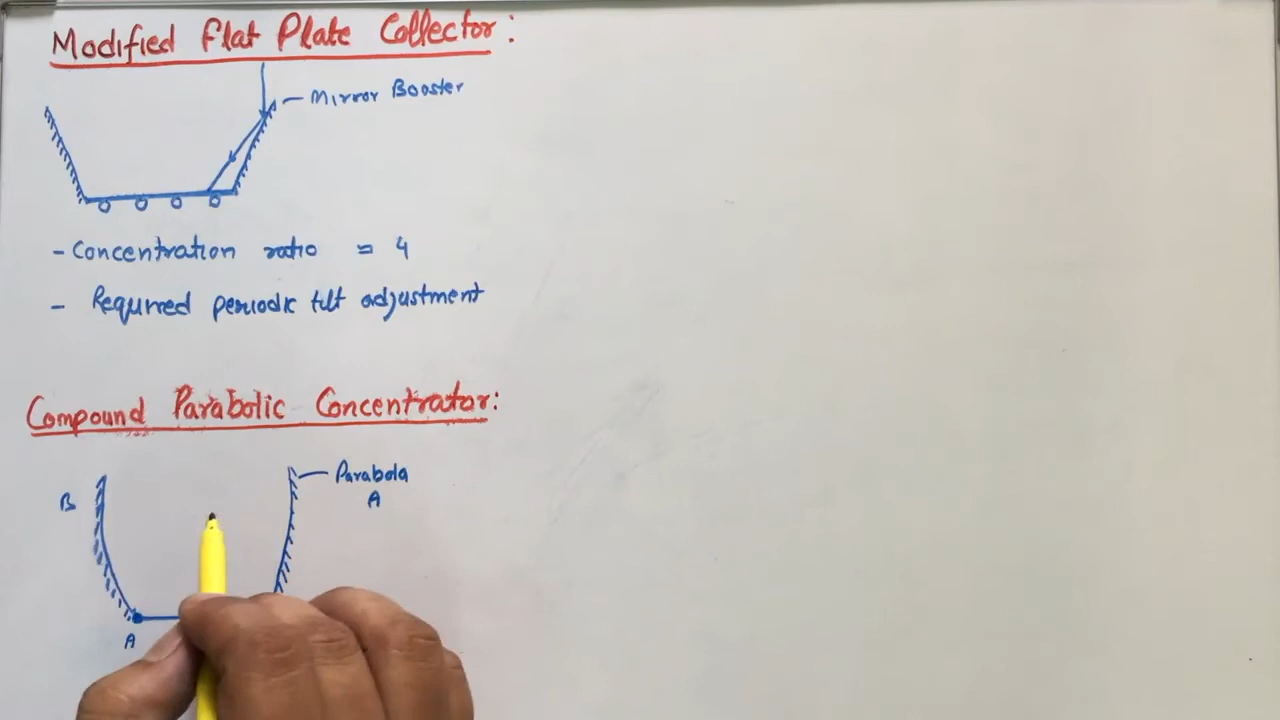 Modified Flat Plate Collector:
Mirror Booster
- Concentration ratio = 4
- Required periodic tilt adjustment
Compound Parabolic Concentrator:
Parabola
B
A
A